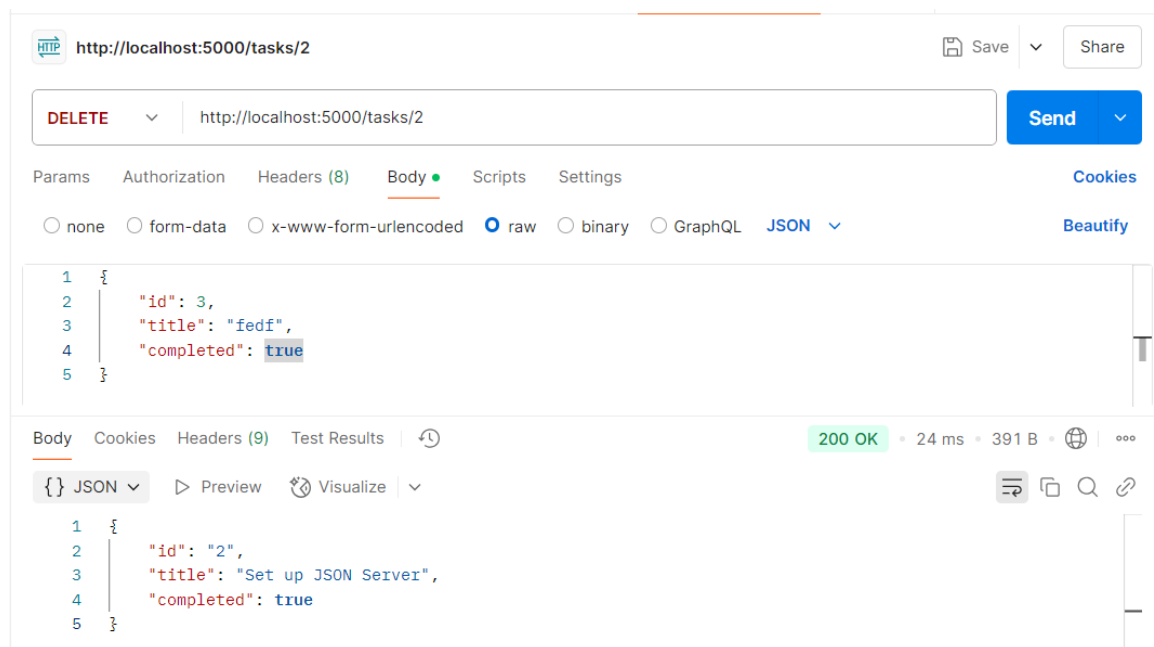 HTTP http://localhost:5000/tasks/2 Save Share
DELETE http://localhost:5000/tasks/2 Send
Params Authorization Headers (8) Body Scripts Settings Cookies
none form-data x-www-form-urlencoded raw binary GraphQL JSON Beautify
1 {
2 "id": 3,
3 "title": "fedf",
4 "completed": true
5 }
Body Cookies Headers (9) Test Results 200 OK • 24 ms • 391 B •
{} JSON Preview Visualize
1 {
2 "id": "2",
3 "title": "Set up JSON Server",
4 "completed": true
5 }